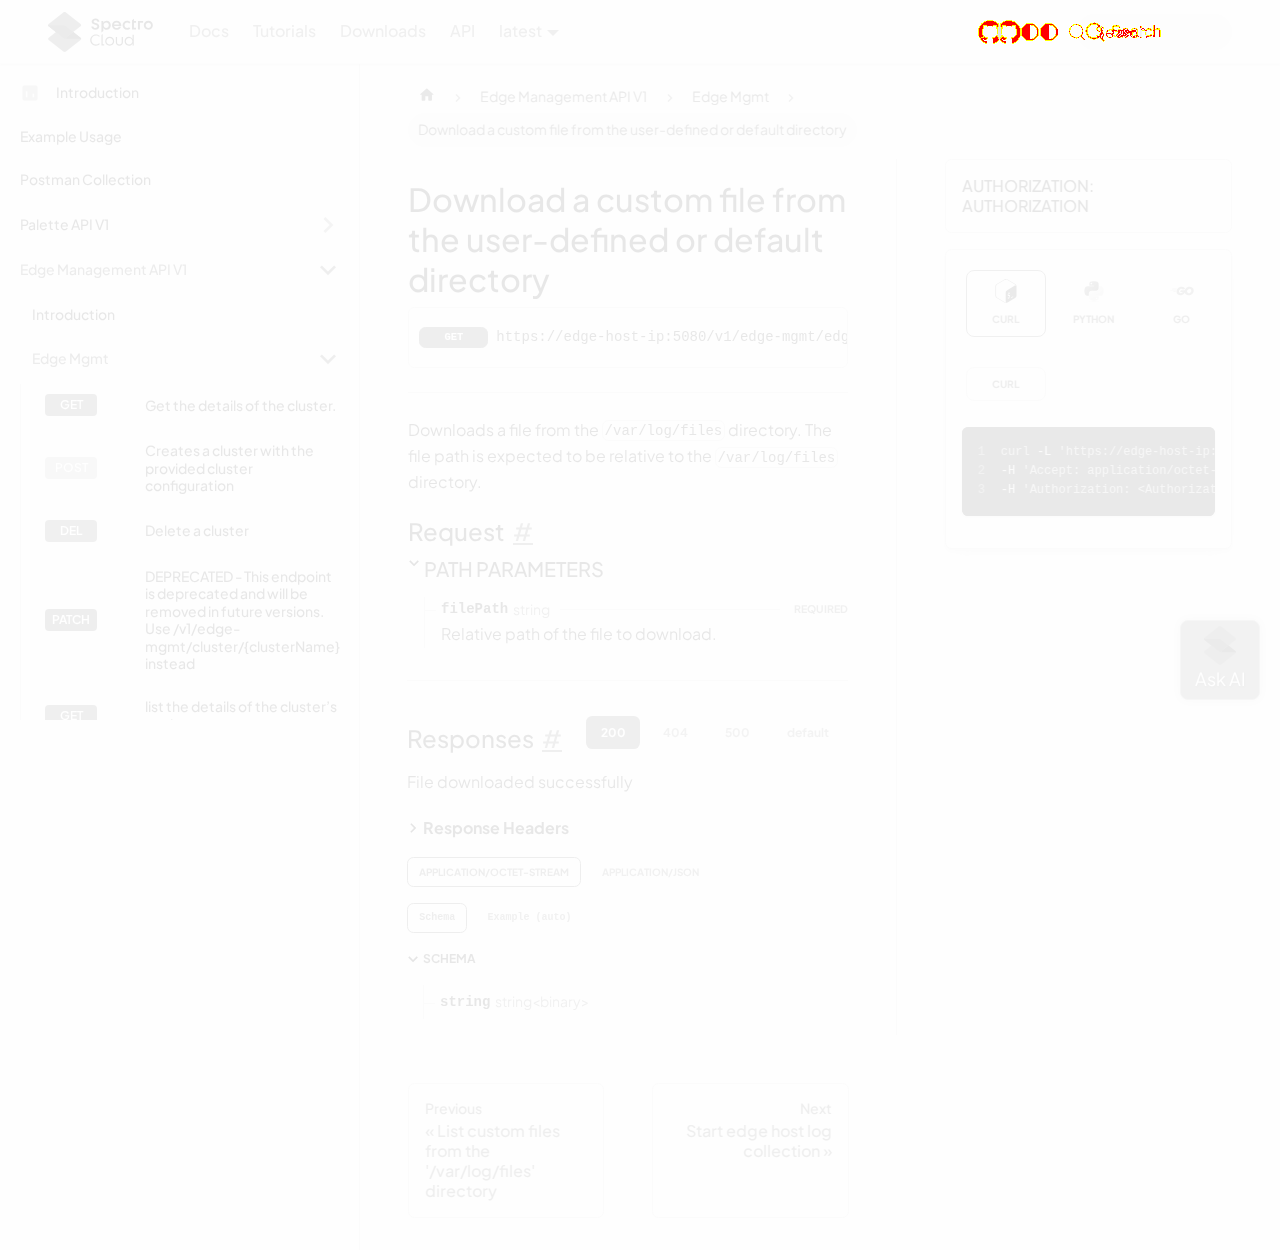 Spectro Cloud
Docs
Tutorials
Downloads
API
latest
Introduction
Example Usage
Postman Collection
Palette API V1
Edge Management API V1
Introduction
Edge Mgmt
GET
Get the details of the cluster.
POST
Creates a cluster with the
provided cluster
configuration
DEL
Delete a cluster
PATCH
DEPRECATED - This endpoint
is deprecated and will be
removed in future versions.
Use /v1/edge-
mgmt/cluster/{clusterName}
instead
GET
list the details of the cluster's
Edge Management API V1
Edge Mgmt
Download a custom file from the user-defined or default directory
Download a custom file from
the user-defined or default
directory
GET https://edge-host-ip:5080/v1/edge-mgmt/edg
Downloads a file from the /var/log/files directory. The
file path is expected to be relative to the /var/log/files
directory.
Request #
PATH PARAMETERS
filePath string REQUIRED
Relative path of the file to download.
Responses #
200
404
500
default
File downloaded successfully
Response Headers
APPLICATION/OCTET-STREAM
APPLICATION/JSON
Schema
Example (auto)
SCHEMA
string string<binary>
Previous
« List custom files
from the
'/var/log/files'
directory
Next
Start edge host log
collection »
AUTHORIZATION:
AUTHORIZATION
CURL
PYTHON
GO
GO
CURL
1 curl -L 'https://edge-host-ip:
2 -H 'Accept: application/octet-
3 -H 'Authorization: <Authorizat
Ask AI